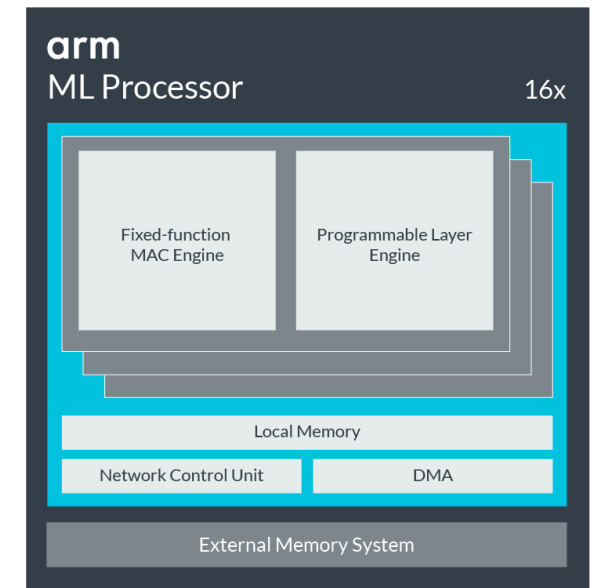 arm
ML Processor
16x
Fixed-function
MAC Engine
Programmable Layer
Engine
Local Memory
Network Control Unit
DMA
External Memory System